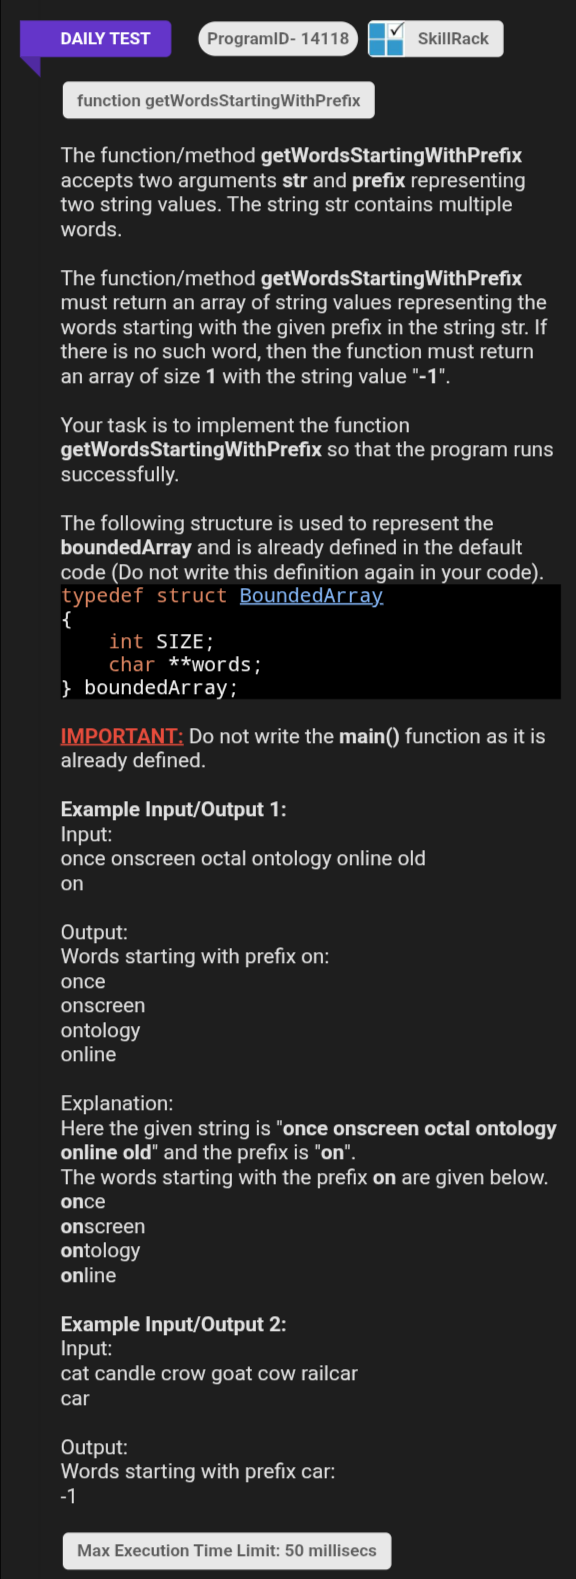 DAILY TEST
ProgramID- 14118
SkillRack
function getWordsStartingWithPrefix
The function/method getWordsStartingWithPrefix
accepts two arguments str and prefix representing
two string values. The string str contains multiple
words.
The function/method getWordsStartingWithPrefix
must return an array of string values representing the
words starting with the given prefix in the string str. If
there is no such word, then the function must return
an array of size 1 with the string value "-1".
Your task is to implement the function
getWordsStartingWithPrefix so that the program runs
successfully.
The following structure is used to represent the
boundedArray and is already defined in the default
code (Do not write this definition again in your code).
typedef struct BoundedArray
{
    int SIZE;
    char **words;
} boundedArray;
IMPORTANT: Do not write the main() function as it is
already defined.
Example Input/Output 1:
Input:
once onscreen octal ontology online old
on
Output:
Words starting with prefix on:
once
onscreen
ontology
online
Explanation:
Here the given string is "once onscreen octal ontology
online old" and the prefix is "on".
The words starting with the prefix on are given below.
once
onscreen
ontology
online
Example Input/Output 2:
Input:
cat candle crow goat cow railcar
car
Output:
Words starting with prefix car:
-1
Max Execution Time Limit: 50 millisecs